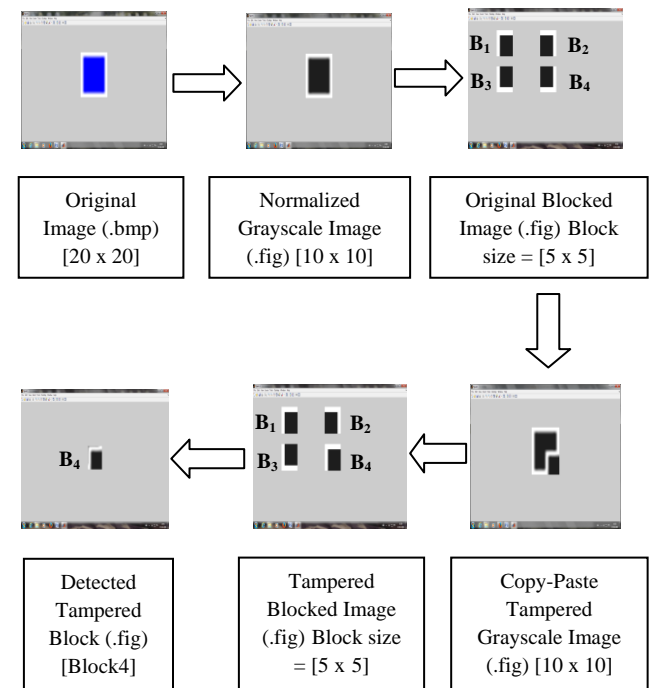 B1 B2
B3 B4
Original
Image (.bmp)
[20 x 20]
Normalized
Grayscale Image
(.fig) [10 x 10]
Original Blocked
Image (.fig) Block
size = [5 x 5]
B4
B1 B2
B3 B4
Detected
Tampered
Block (.fig)
[Block4]
Tampered
Blocked Image
(.fig) Block size
= [5 x 5]
Copy-Paste
Tampered
Grayscale Image
(.fig) [10 x 10]